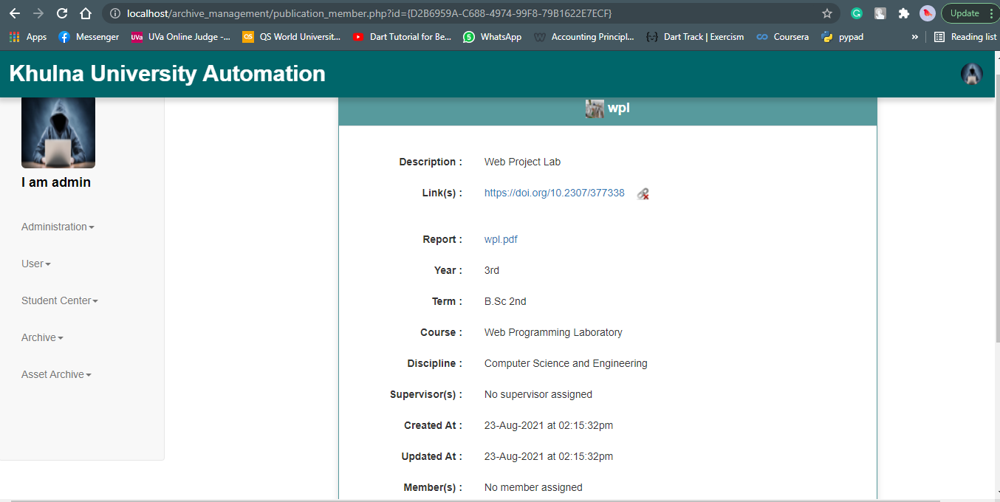 localhost/archive_management/publication_member.php?id={D2B6959A-C688-4974-99F8-79B1622E7ECF}
Update
Apps
Messenger
UVa
UVa Online Judge -...
QS
QS World Universit...
Dart Tutorial for Be...
WhatsApp
Accounting Principl...
Dart Track | Exercism
Coursera
pypad
»
Reading list
Khulna University Automation
wpl
I am admin
Administration
User
Student Center
Archive
Asset Archive
Description : Web Project Lab
Link(s) : https://doi.org/10.2307/377338
Report : wpl.pdf
Year : 3rd
Term : B.Sc 2nd
Course : Web Programming Laboratory
Discipline : Computer Science and Engineering
Supervisor(s) : No supervisor assigned
Created At : 23-Aug-2021 at 02:15:32pm
Updated At : 23-Aug-2021 at 02:15:32pm
Member(s) : No member assigned